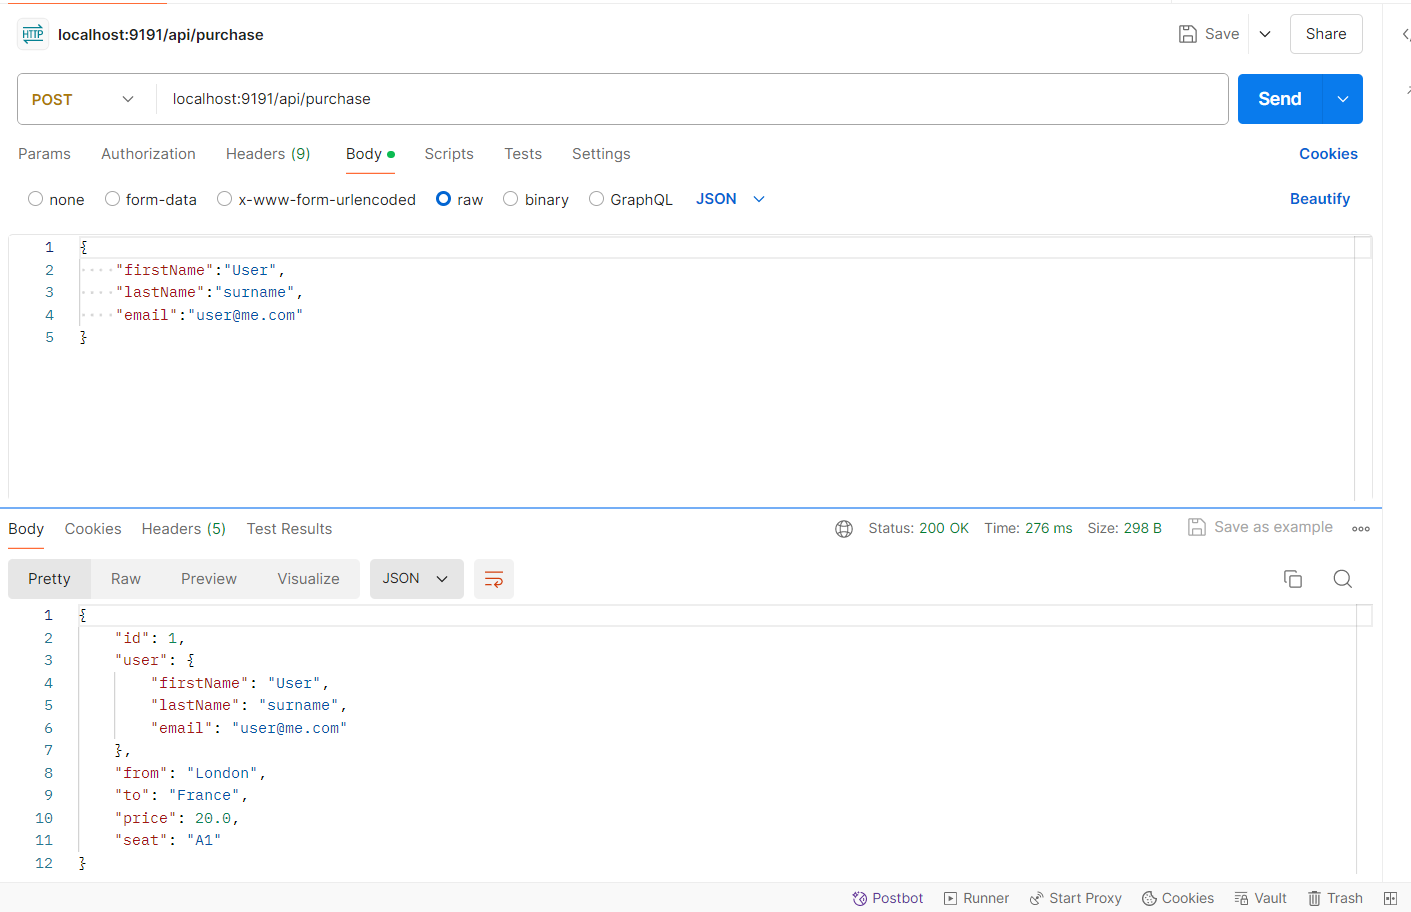 HTTP localhost:9191/api/purchase Save Share
POST localhost:9191/api/purchase Send
Params Authorization Headers (9) Body Scripts Tests Settings Cookies
none form-data x-www-form-urlencoded raw binary GraphQL JSON Beautify
1 {
2 "firstName":"User",
3 "lastName":"surname",
4 "email":"user@me.com"
5 }
Body Cookies Headers (5) Test Results Status: 200 OK Time: 276 ms Size: 298 B Save as example
Pretty Raw Preview Visualize JSON
1 {
2 "id": 1,
3 "user": {
4 "firstName": "User",
5 "lastName": "surname",
6 "email": "user@me.com"
7 },
8 "from": "London",
9 "to": "France",
10 "price": 20.0,
11 "seat": "A1"
12 }
Postbot Runner Start Proxy Cookies Vault Trash